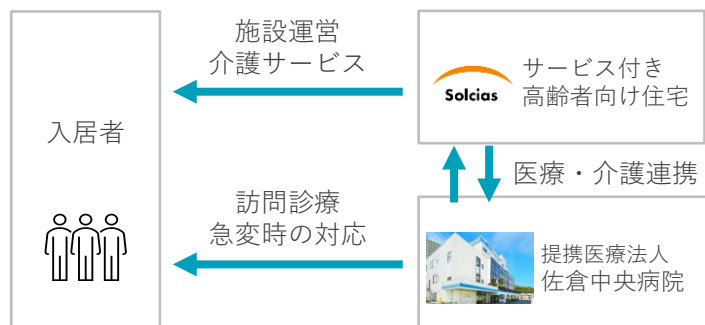 施設運営
介護サービス
Solcias
サービス付き
高齢者向け住宅
入居者
医療・介護連携
訪問診療
急変時の対応
提携医療法人
佐倉中央病院